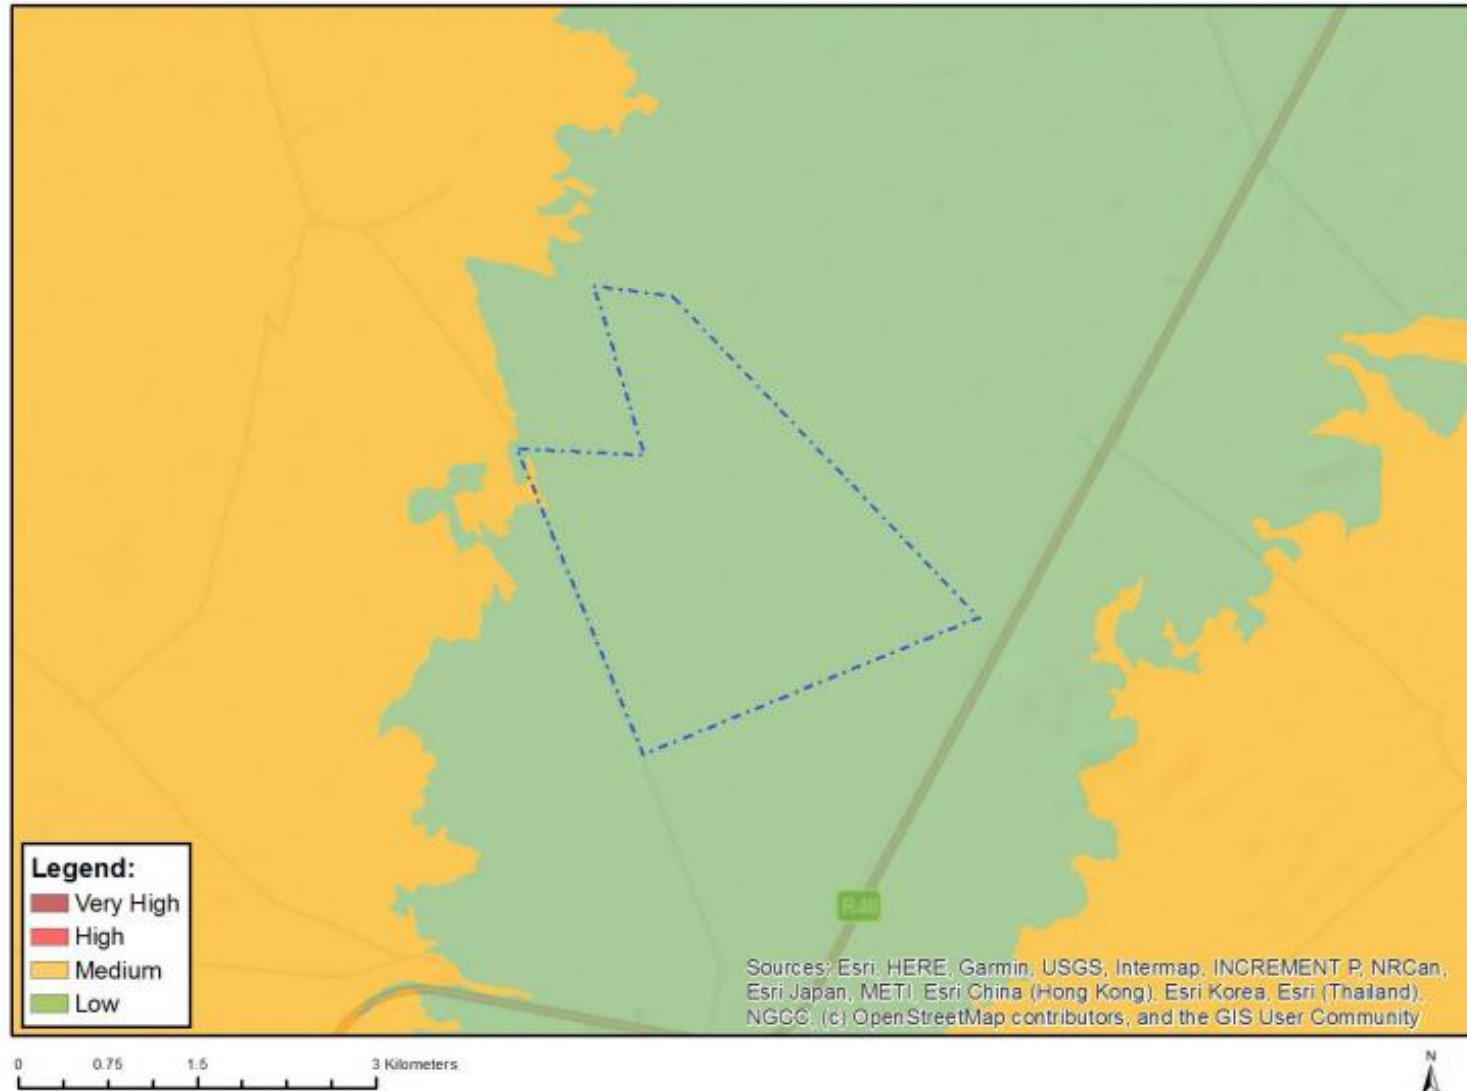 R48
Legend:
Very High
High
Medium
Low
Sources: Esri, HERE, Garmin, USGS, Intermap, INCREMENT P, NRCan,
Esri Japan, METI, Esri China (Hong Kong), Esri Korea, Esri (Thailand),
NGCC, (c) OpenStreetMap contributors, and the GIS User Community
0 0.75 1.5 3 Kilometers
N